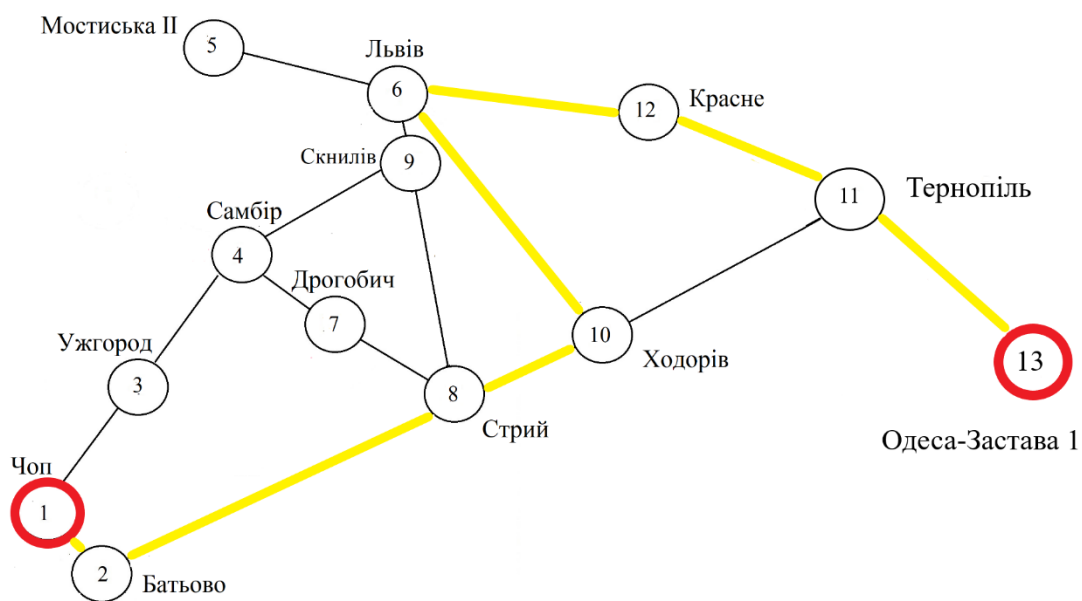 Мостиська ІІ
5
Львів
6
12
Красне
Скнилів
9
11
Тернопіль
Самбір
4
Дрогобич
7
10
Ходорів
13
Ужгород
3
8
Стрий
Одеса-Застава 1
Чоп
1
2
Батьово